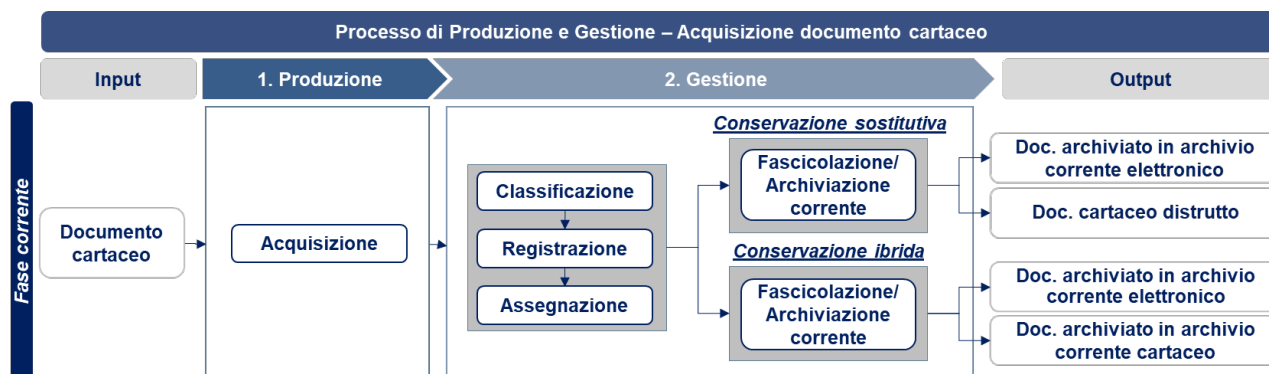 Processo di Produzione e Gestione – Acquisizione documento cartaceo
Input
1. Produzione
2. Gestione
Output
Fase corrente
Documento
cartaceo
Acquisizione
Classificazione
Registrazione
Assegnazione
Conservazione sostitutiva
Fascicolazione/
Archiviazione
corrente
Conservazione ibrida
Fascicolazione/
Archiviazione
corrente
Doc. archiviato in archivio
corrente elettronico
Doc. cartaceo distrutto
Doc. archiviato in archivio
corrente elettronico
Doc. archiviato in archivio
corrente cartaceo